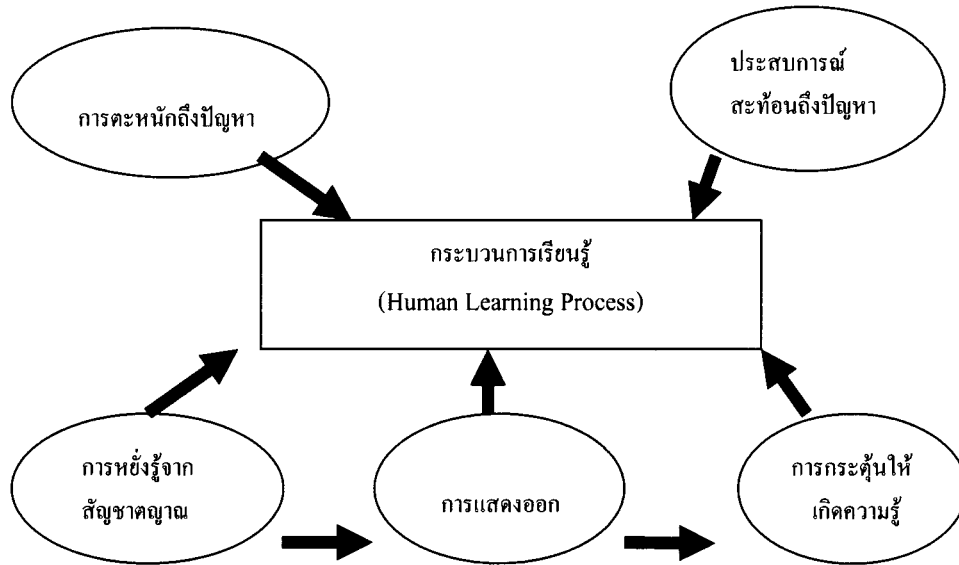 การตะหนักถึงปัญหา
ประสบการณ์
สะท้อนถึงปัญหา
กระบวนการเรียนรู้
(Human Learning Process)
การหยั่งรู้จาก
สัญชาตญาณ
การแสดงออก
การกระตุ้นให้
เกิดความรู้